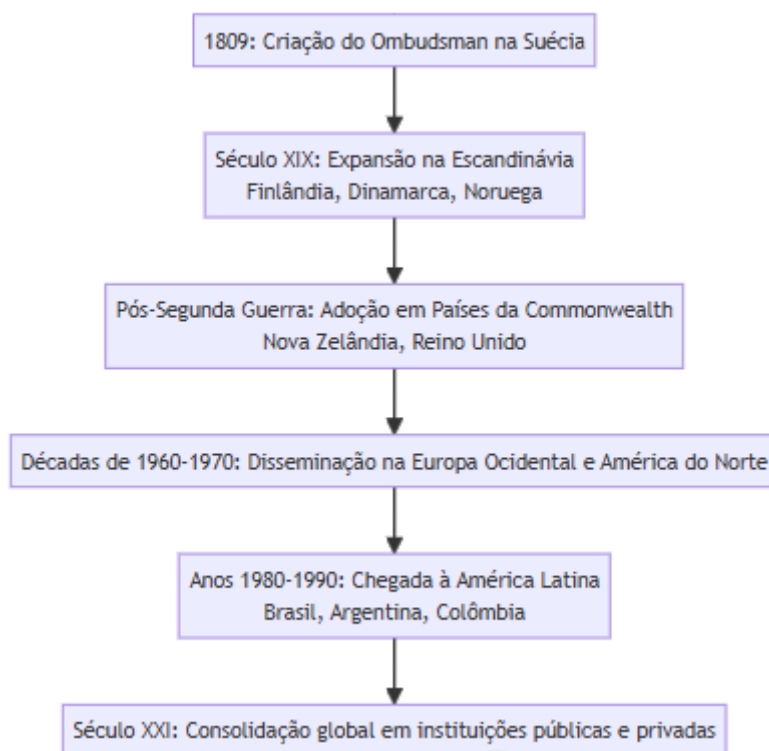 1809: Criação do Ombudsman na Suécia
Século XIX: Expansão na Escandinávia
Finlândia, Dinamarca, Noruega
Pós-Segunda Guerra: Adoção em Países da Commonwealth
Nova Zelândia, Reino Unido
Décadas de 1960-1970: Disseminação na Europa Ocidental e América do Norte
Anos 1980-1990: Chegada à América Latina
Brasil, Argentina, Colômbia
Século XXI: Consolidação global em instituições públicas e privadas